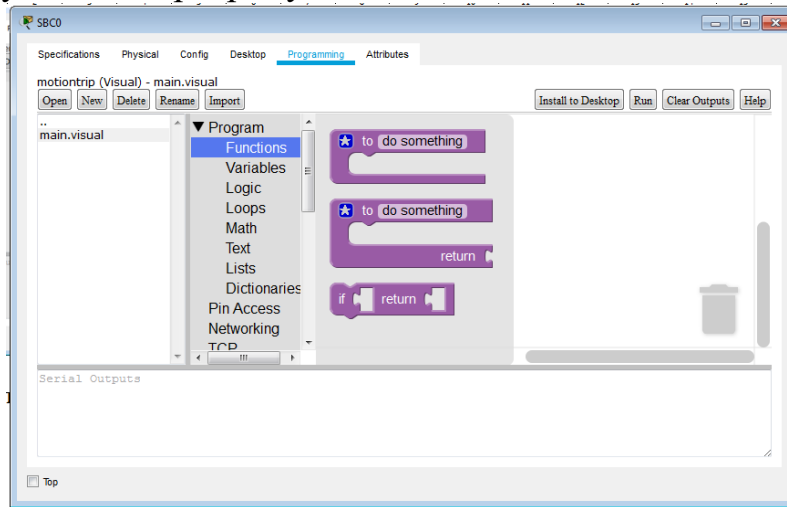 SBC0
Specifications Physical Config Desktop Programming Attributes
motiontrip (Visual) - main.visual
Open New Delete Rename Import Install to Desktop Run Clear Outputs Help
..
main.visual
Program
Functions
Variables
Logic
Loops
Math
Text
Lists
Dictionaries
Pin Access
Networking
TCP
to do something
to do something
return
if return
Serial Outputs
Top